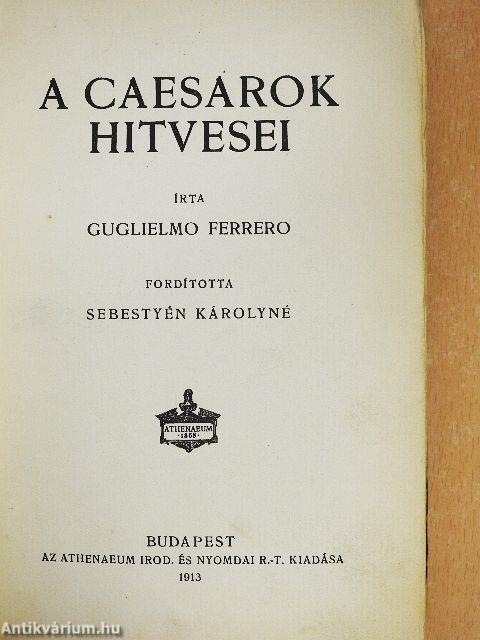 A CAESAROK
HITVESEI
ÍRTA
GUGLIELMO FERRERO
FORDÍTOTTA
SEBESTYÉN KÁROLYNÉ
ATHENAEUM
·1868·
BUDAPEST
AZ ATHENAEUM IROD. ÉS NYOMDAI R.-T. KIADÁSA
1913
Antikvárium.hu